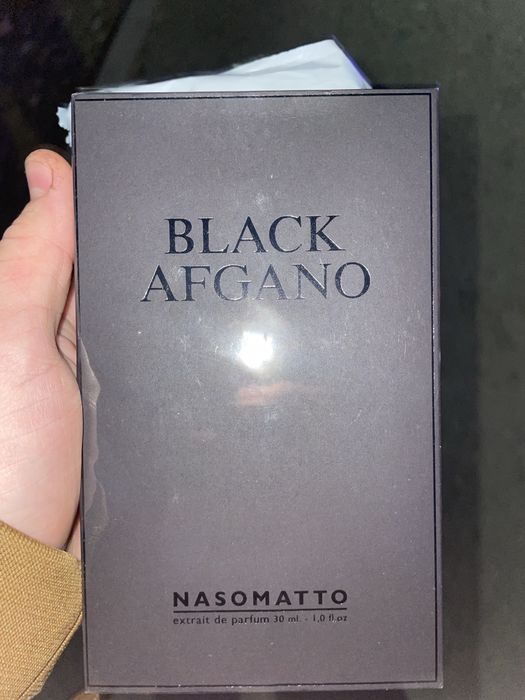 BLACK
AFGANO
NASOMATTO
extrait de parfum 30 ml. - 1,0 fl.oz